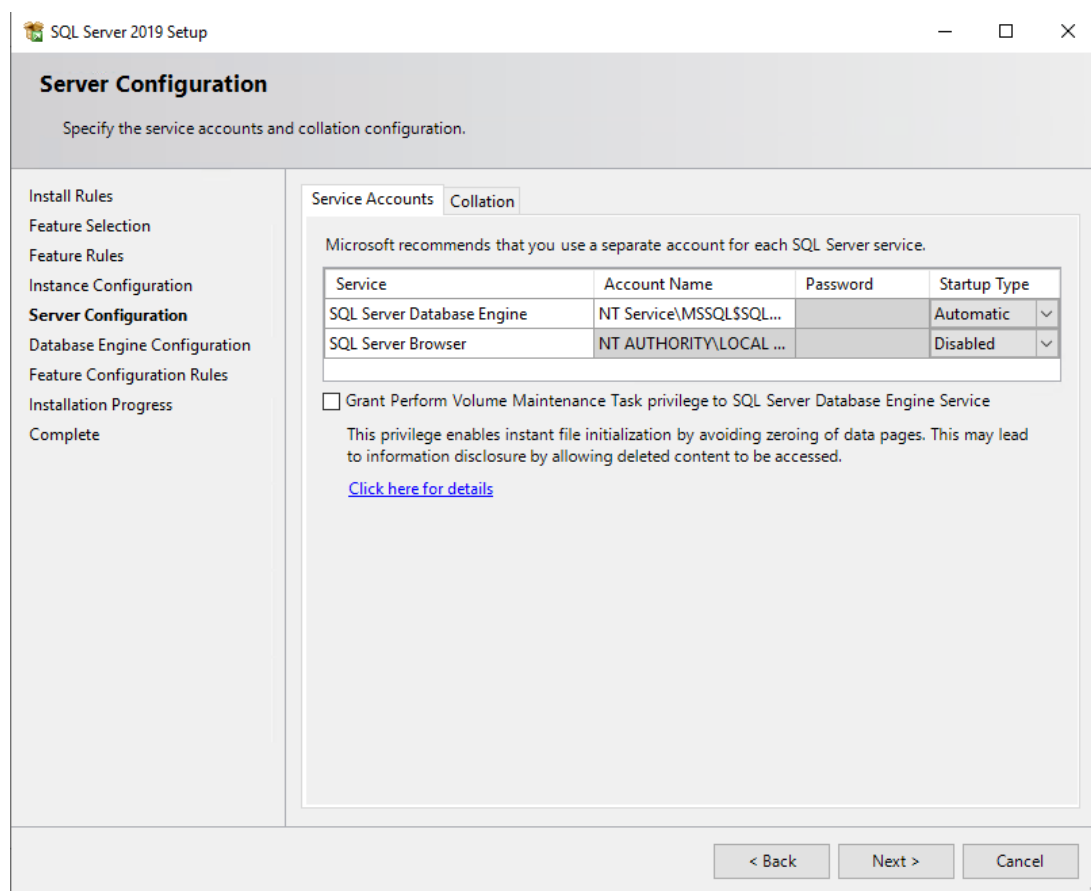 SQL Server 2019 Setup
Server Configuration
Specify the service accounts and collation configuration.
Install Rules
Feature Selection
Feature Rules
Instance Configuration
Server Configuration
Database Engine Configuration
Feature Configuration Rules
Installation Progress
Complete
Service Accounts Collation
Microsoft recommends that you use a separate account for each SQL Server service.
Service Account Name Password Startup Type
SQL Server Database Engine NT Service\MSSQL$SQL... Automatic
SQL Server Browser NT AUTHORITY\LOCAL ... Disabled
Grant Perform Volume Maintenance Task privilege to SQL Server Database Engine Service
This privilege enables instant file initialization by avoiding zeroing of data pages. This may lead
to information disclosure by allowing deleted content to be accessed.
Click here for details
< Back Next > Cancel